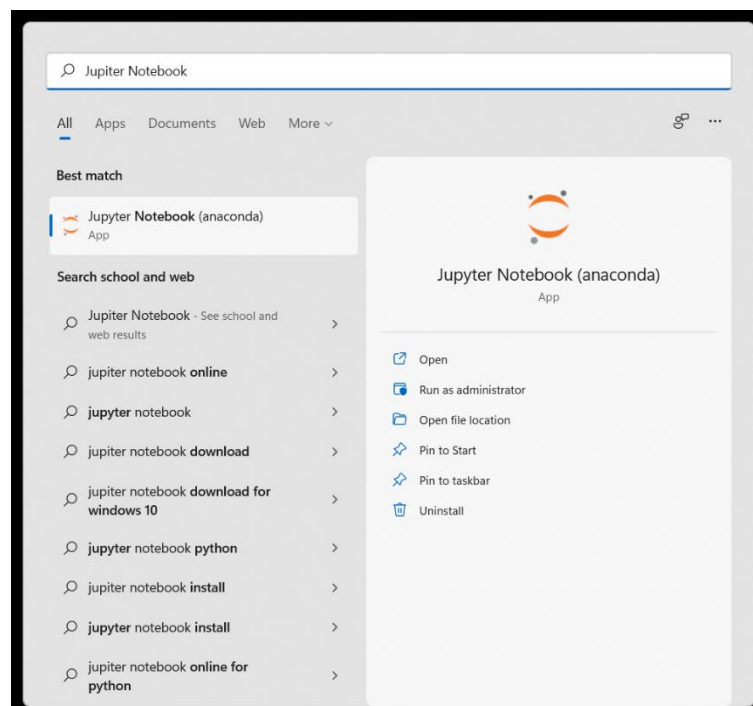 Jupiter Notebook
All Apps Documents Web More
Best match
Jupyter Notebook (anaconda)
App
Search school and web
Jupiter Notebook - See school and
web results
jupiter notebook online
jupyter notebook
jupiter notebook download
jupiter notebook download for
windows 10
jupyter notebook python
jupiter notebook install
jupyter notebook install
jupiter notebook online for
python
Jupyter Notebook (anaconda)
App
Open
Run as administrator
Open file location
Pin to Start
Pin to taskbar
Uninstall